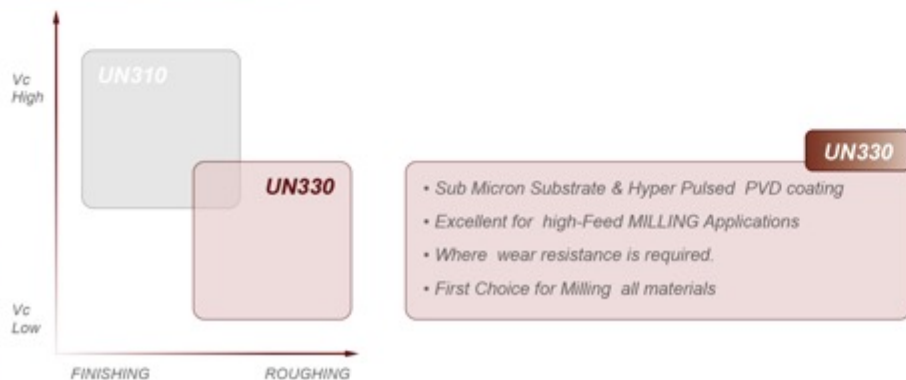 Vc
High
UN310
UN330
Vc
Low
FINISHING
ROUGHING
UN330
• Sub Micron Substrate & Hyper Pulsed PVD coating
• Excellent for high-Feed MILLING Applications
• Where wear resistance is required.
• First Choice for Milling all materials